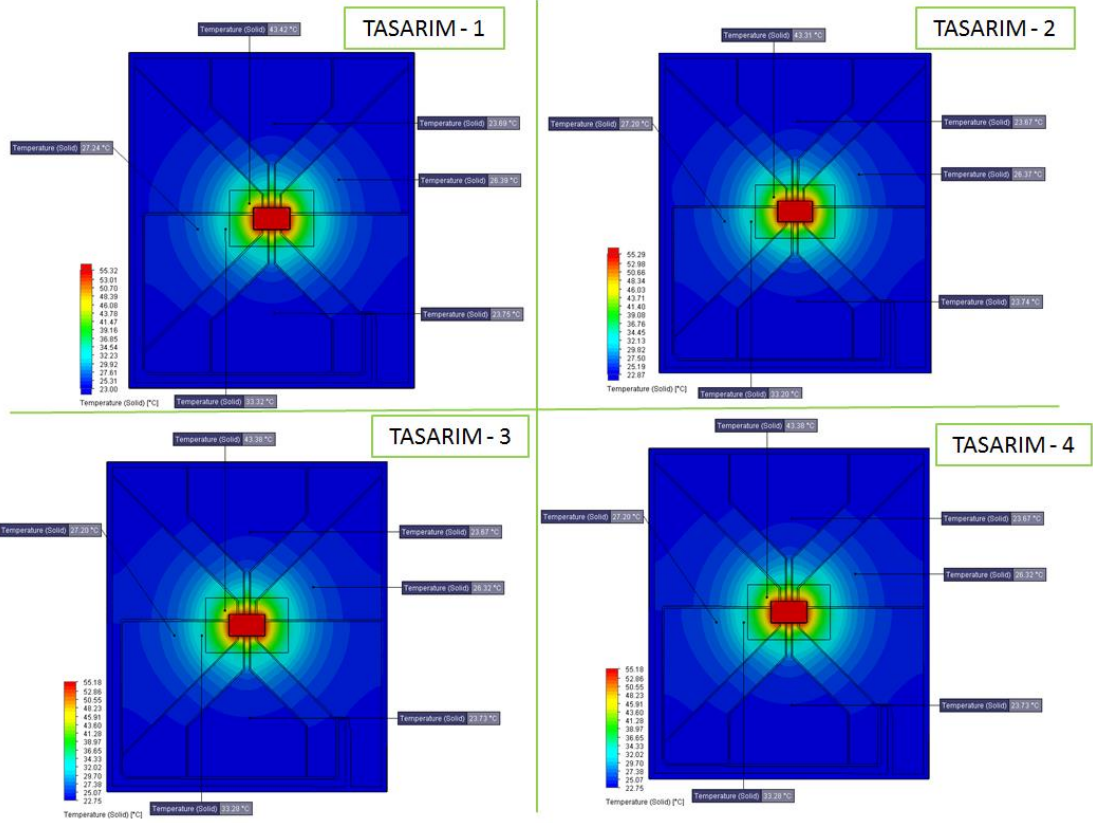 TASARIM - 1
Temperature (Solid) 43.42 °C
Temperature (Solid) 23.69 °C
Temperature (Solid) 27.24 °C
Temperature (Solid) 26.39 °C
Temperature (Solid) 23.75 °C
55.32
53.01
50.70
48.39
46.08
43.78
41.47
39.16
36.85
34.54
32.23
29.92
27.61
25.31
23.00
Temperature (Solid) [°C]
Temperature (Solid) 33.32 °C
TASARIM - 2
Temperature (Solid) 43.31 °C
Temperature (Solid) 23.67 °C
Temperature (Solid) 27.20 °C
Temperature (Solid) 26.37 °C
Temperature (Solid) 23.74 °C
55.29
52.98
50.66
48.34
46.03
43.71
41.40
39.08
36.76
34.45
32.13
29.82
27.50
25.19
22.87
Temperature (Solid) [°C]
Temperature (Solid) 33.20 °C
TASARIM - 3
Temperature (Solid) 43.38 °C
Temperature (Solid) 27.20 °C
Temperature (Solid) 23.67 °C
Temperature (Solid) 26.32 °C
Temperature (Solid) 23.73 °C
55.18
52.86
50.55
48.23
45.91
43.60
41.28
38.97
36.65
34.33
32.02
29.70
27.38
25.07
22.75
Temperature (Solid) [°C]
Temperature (Solid) 33.28 °C
TASARIM - 4
Temperature (Solid) 43.38 °C
Temperature (Solid) 27.20 °C
Temperature (Solid) 23.67 °C
Temperature (Solid) 26.32 °C
Temperature (Solid) 23.73 °C
55.18
52.86
50.55
48.23
45.91
43.60
41.28
38.97
36.65
34.33
32.02
29.70
27.38
25.07
22.75
Temperature (Solid) [°C]
Temperature (Solid) 33.28 °C